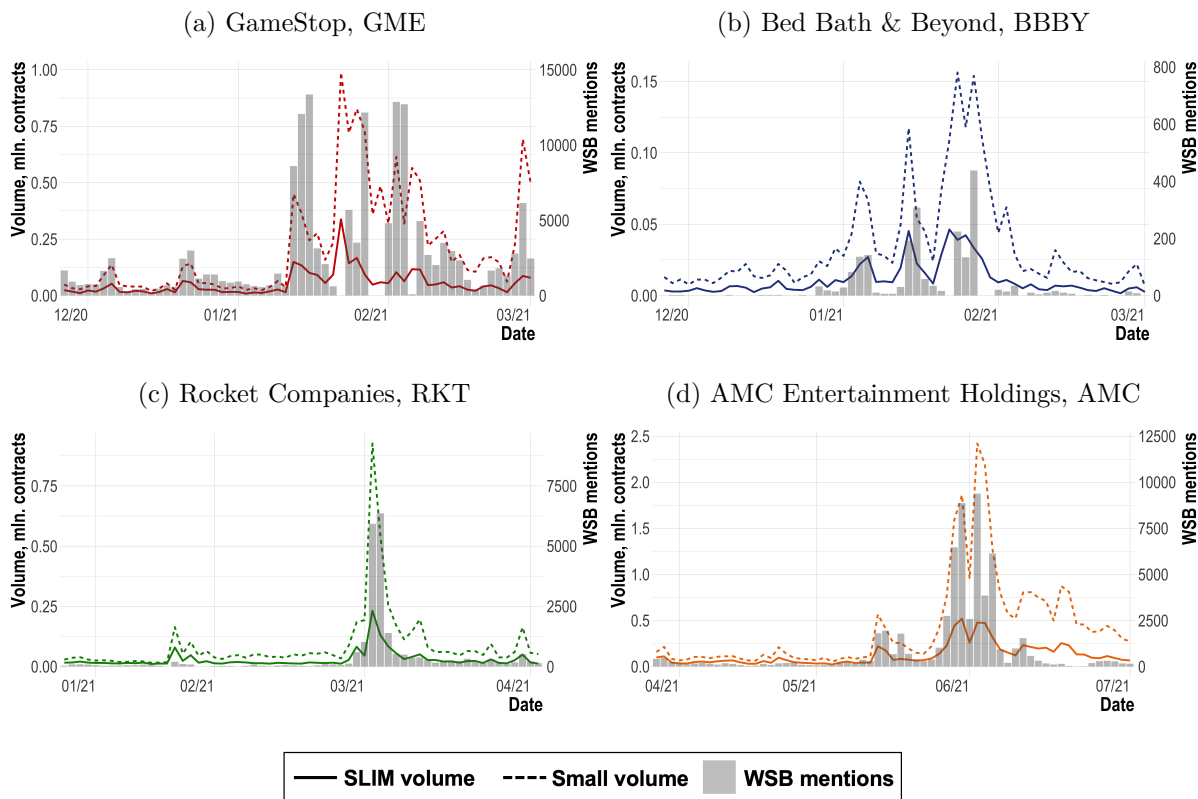 (a) GameStop, GME
Volume, mln. contracts
1.00
0.75
0.50
0.25
0.00
15000
10000
5000
0
WSB mentions
12/20 01/21 02/21 03/21
Date
(b) Bed Bath & Beyond, BBBY
Volume, mln. contracts
0.15
0.10
0.05
0.00
800
600
400
200
0
WSB mentions
12/20 01/21 02/21 03/21
Date
(c) Rocket Companies, RKT
Volume, mln. contracts
0.75
0.50
0.25
0.00
7500
5000
2500
0
WSB mentions
01/21 02/21 03/21 04/21
Date
(d) AMC Entertainment Holdings, AMC
Volume, mln. contracts
2.5
2.0
1.5
1.0
0.5
0.0
12500
10000
7500
5000
2500
0
WSB mentions
04/21 05/21 06/21 07/21
Date
SLIM volume Small volume WSB mentions